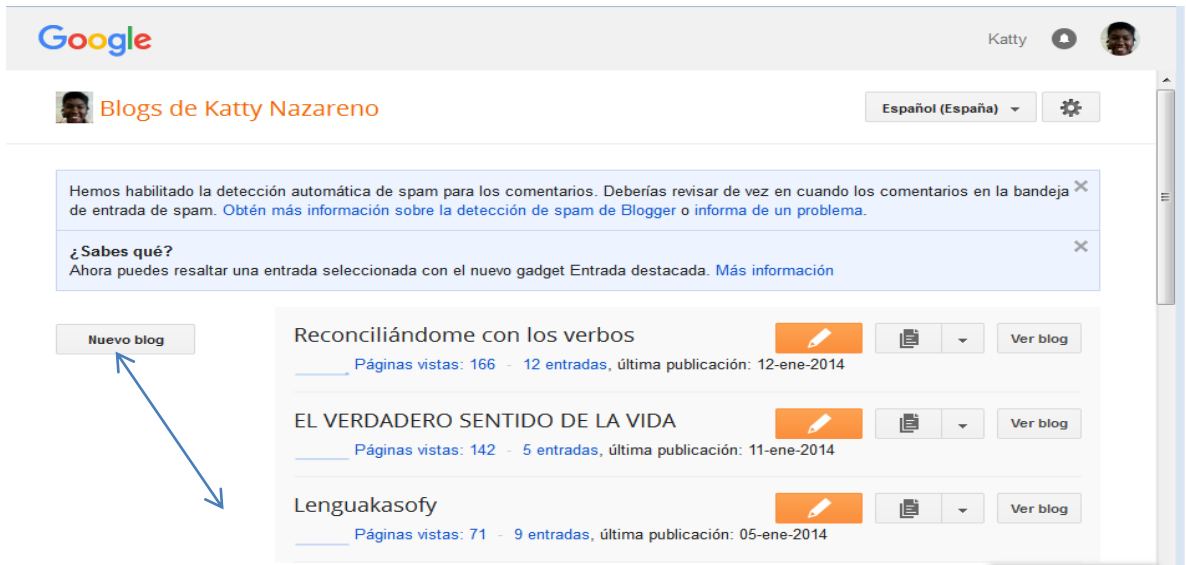 Google
Katty
Blogs de Katty Nazareno
Español (España)
Hemos habilitado la detección automática de spam para los comentarios. Deberías revisar de vez en cuando los comentarios en la bandeja
de entrada de spam. Obtén más información sobre la detección de spam de Blogger o informa de un problema.
¿Sabes qué?
Ahora puedes resaltar una entrada seleccionada con el nuevo gadget Entrada destacada. Más información
Nuevo blog
Reconciliándome con los verbos
Ver blog
Páginas vistas: 166 - 12 entradas, última publicación: 12-ene-2014
EL VERDADERO SENTIDO DE LA VIDA
Ver blog
Páginas vistas: 142 - 5 entradas, última publicación: 11-ene-2014
Lenguakasofy
Ver blog
Páginas vistas: 71 - 9 entradas, última publicación: 05-ene-2014